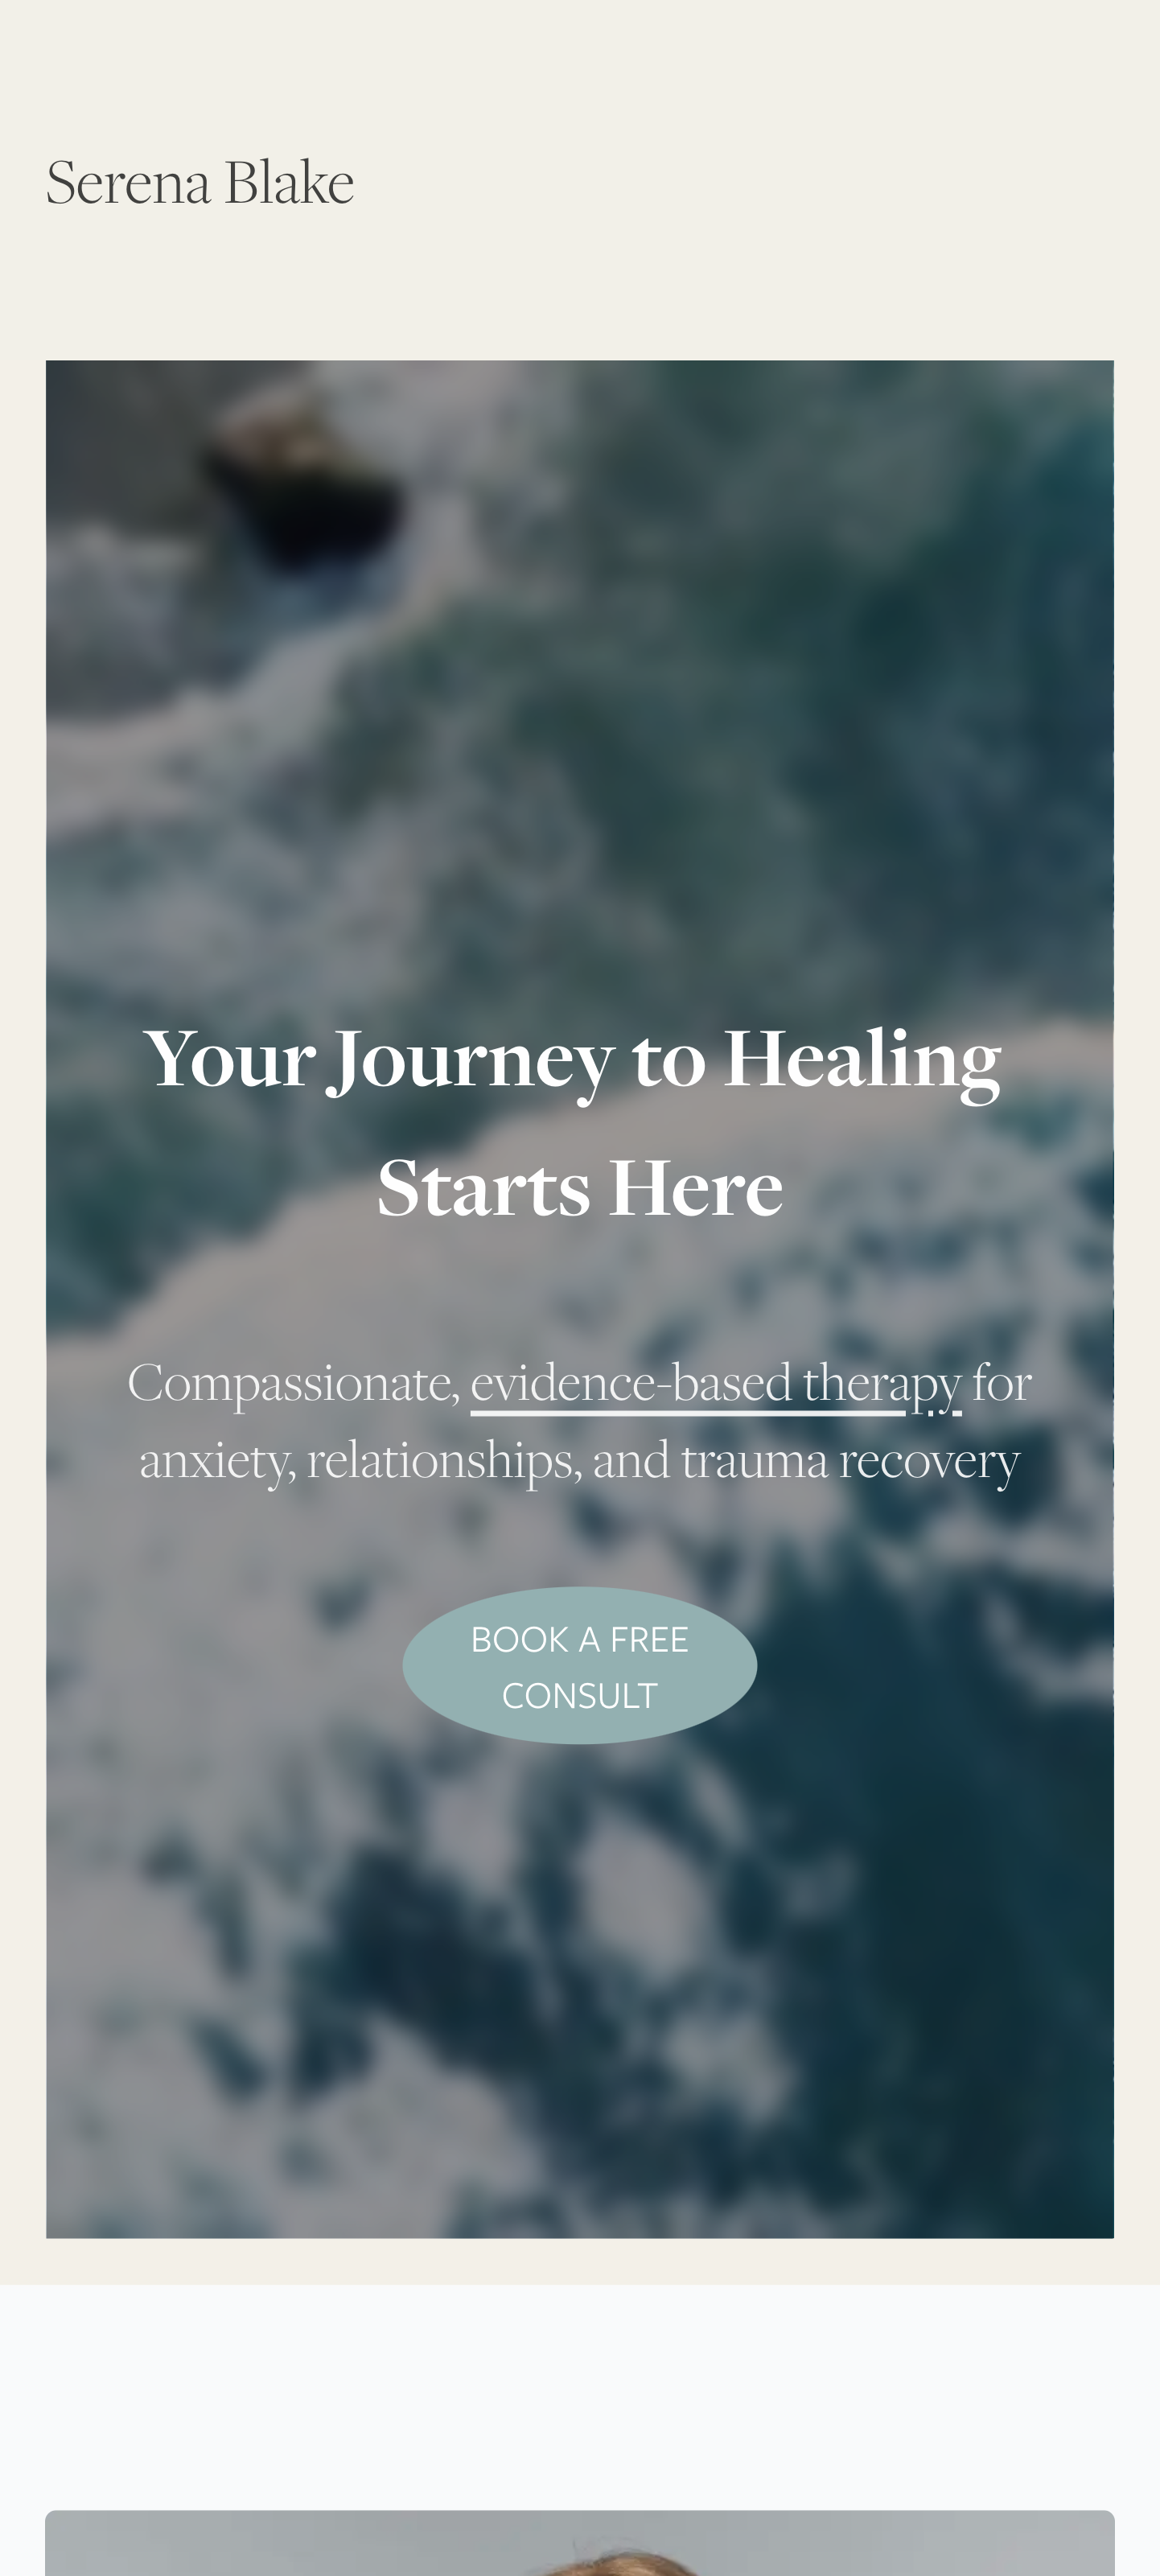 Serena Blake
Your Journey to Healing
Starts Here
Compassionate, evidence-based therapy for
anxiety, relationships, and trauma recovery
BOOK A FREE
CONSULT